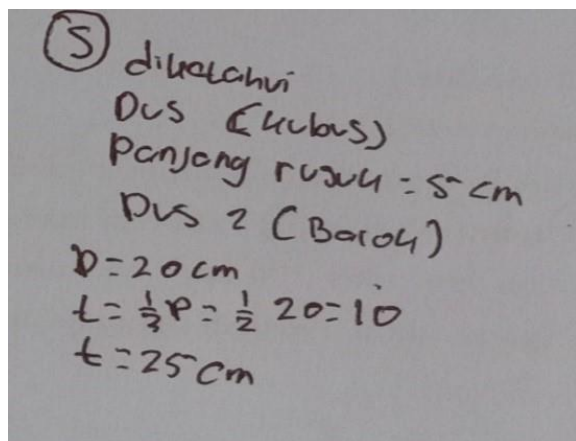 5
diketahui
Dus (kubus)
Panjang rusuk = 5 cm
Dus 2 (Balok)
p = 20 cm
l = 1/2 p = 1/2 20 = 10
t = 25 cm